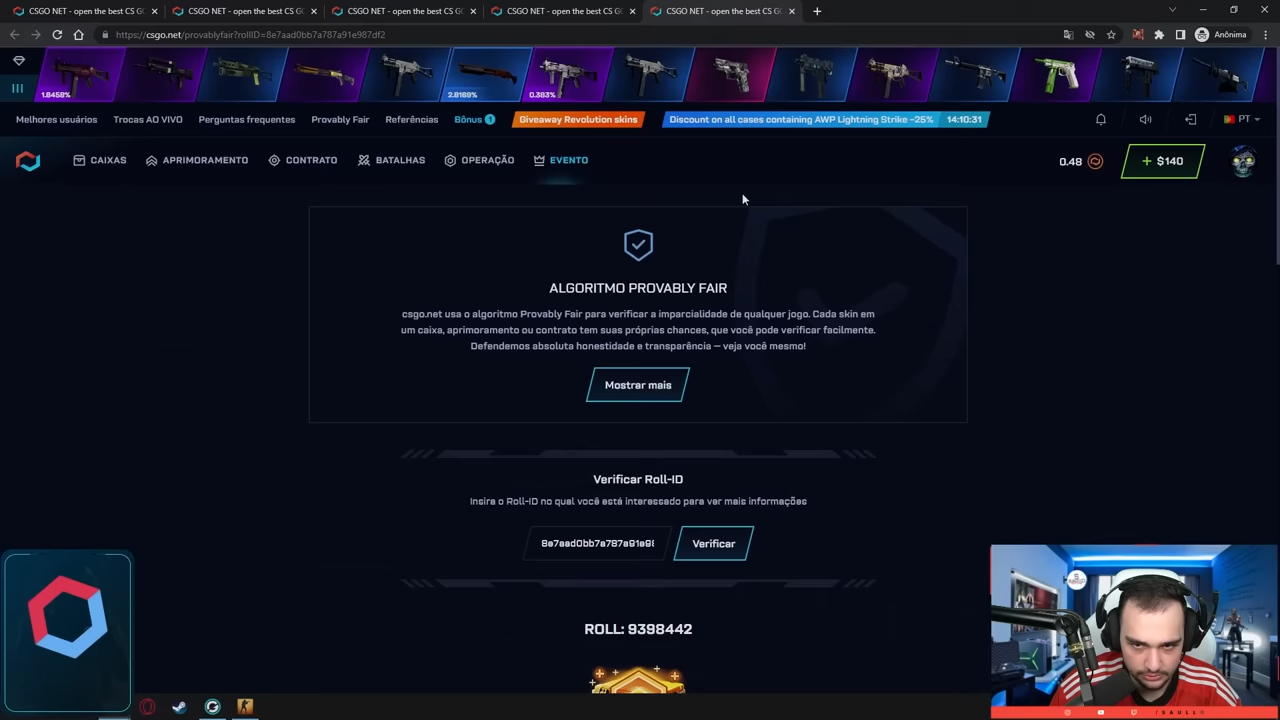 CSGO NET - open the best CS GO
CSGO NET - open the best CS GO
CSGO NET - open the best CS GO
CSGO NET - open the best CS GO
CSGO NET - open the best CS GO
https://csgo.net/provablyfair?rollID=8e7aad0bb7a787a91e987df2
Anônima
1.8458%
2.8169%
0.383%
Melhores usuários
Trocas AO VIVO
Perguntas frequentes
Provably Fair
Referências
Bônus 1
Giveaway Revolution skins
Discount on all cases containing AWP Lightning Strike -25% 14:10:31
PT
CAIXAS
APRIMORAMENTO
CONTRATO
BATALHAS
OPERAÇÃO
EVENTO
0.48
+ $140
ALGORITMO PROVABLY FAIR
csgo.net usa o algoritmo Provably Fair para verificar a imparcialidade de qualquer jogo. Cada skin em
um caixa, aprimoramento ou contrato tem suas próprias chances, que você pode verificar facilmente.
Defendemos absoluta honestidade e transparência — veja você mesmo!
Mostrar mais
Verificar Roll-ID
Insira o Roll-ID no qual você está interessado para ver mais informações
8e7aad0bb7a787a91e98
Verificar
ROLL: 9398442